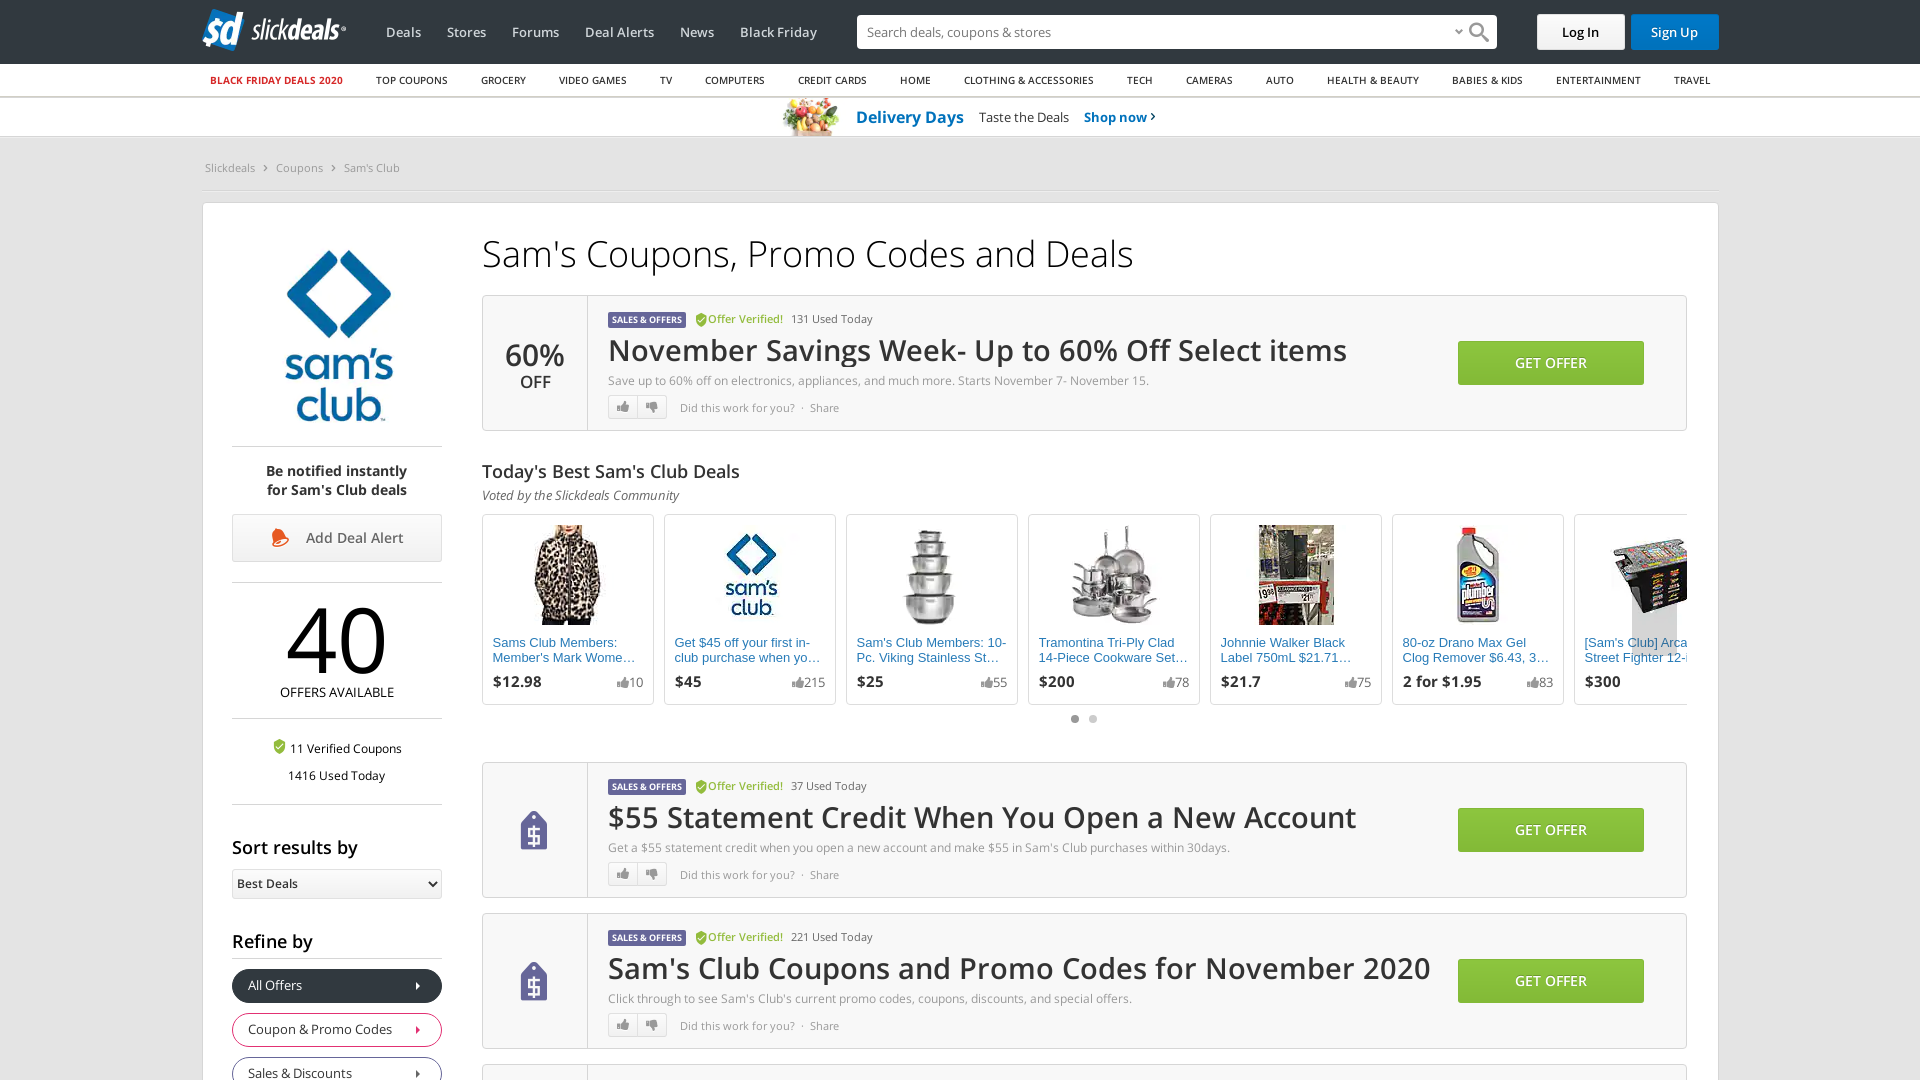 sd slickdeals
Deals Stores Forums Deal Alerts News Black Friday
Search deals, coupons & stores
Log In Sign Up
BLACK FRIDAY DEALS 2020 TOP COUPONS GROCERY VIDEO GAMES TV COMPUTERS CREDIT CARDS HOME CLOTHING & ACCESSORIES TECH CAMERAS AUTO HEALTH & BEAUTY BABIES & KIDS ENTERTAINMENT TRAVEL
Delivery Days Taste the Deals Shop now
Slickdeals Coupons Sam's Club
sam's
club
Be notified instantly
for Sam's Club deals
Add Deal Alert
40
OFFERS AVAILABLE
11 Verified Coupons
1416 Used Today
Sort results by
Best Deals
Refine by
All Offers
Coupon & Promo Codes
Sales & Discounts
Sam's Coupons, Promo Codes and Deals
60%
OFF
SALES & OFFERS Offer Verified! 131 Used Today
November Savings Week- Up to 60% Off Select items
Save up to 60% off on electronics, appliances, and much more. Starts November 7- November 15.
Did this work for you? · Share
GET OFFER
Today's Best Sam's Club Deals
Voted by the Slickdeals Community
Sams Club Members:
Member's Mark Wome…
$12.98 10
sam's
club
Get $45 off your first in-
club purchase when yo…
$45 215
Sam's Club Members: 10-
Pc. Viking Stainless St…
$25 55
Tramontina Tri-Ply Clad
14-Piece Cookware Set…
$200 78
Johnnie Walker Black
Label 750mL $21.71…
$21.7 75
plumber
80-oz Drano Max Gel
Clog Remover $6.43, 3…
2 for $1.95 83
[Sam's Club] Arca
Street Fighter 12-i
$300
SALES & OFFERS Offer Verified! 37 Used Today
$55 Statement Credit When You Open a New Account
Get a $55 statement credit when you open a new account and make $55 in Sam's Club purchases within 30days.
Did this work for you? · Share
GET OFFER
SALES & OFFERS Offer Verified! 221 Used Today
Sam's Club Coupons and Promo Codes for November 2020
Click through to see Sam's Club's current promo codes, coupons, discounts, and special offers.
Did this work for you? · Share
GET OFFER